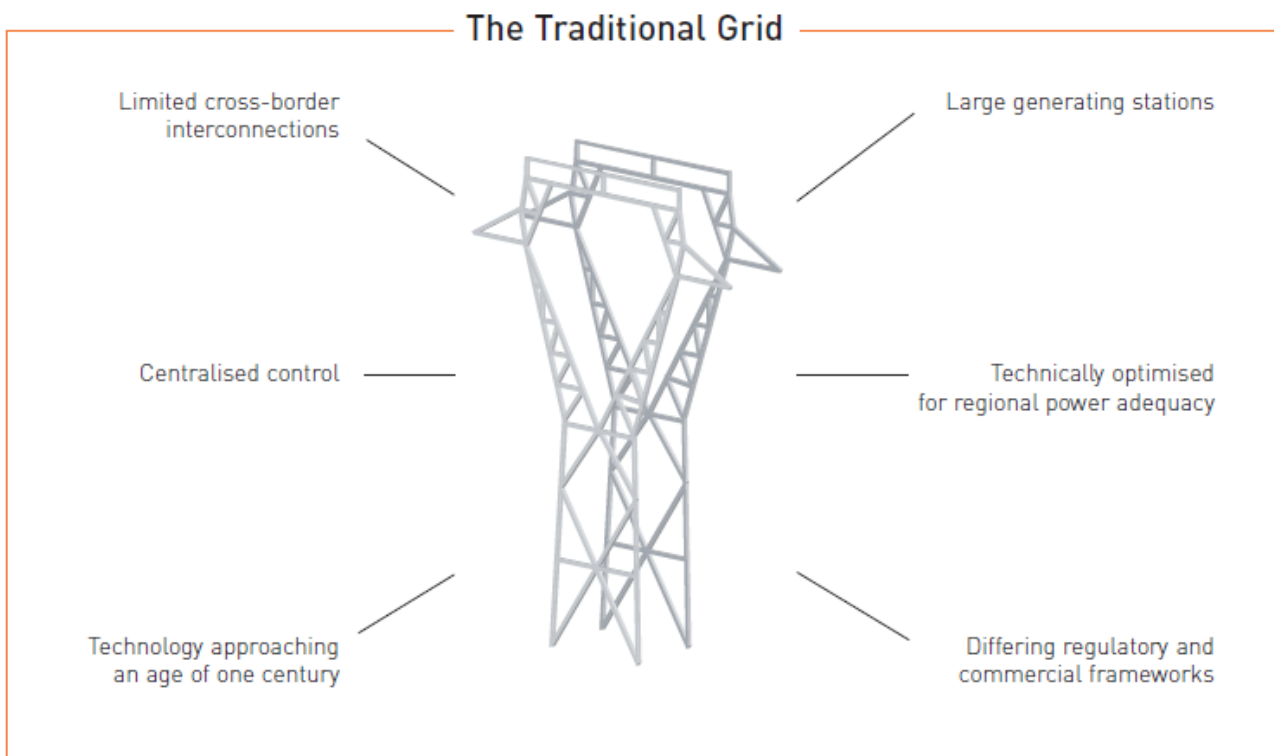 The Traditional Grid
Limited cross-border
interconnections
Large generating stations
Centralised control
Technically optimised
for regional power adequacy
Technology approaching
an age of one century
Differing regulatory and
commercial frameworks